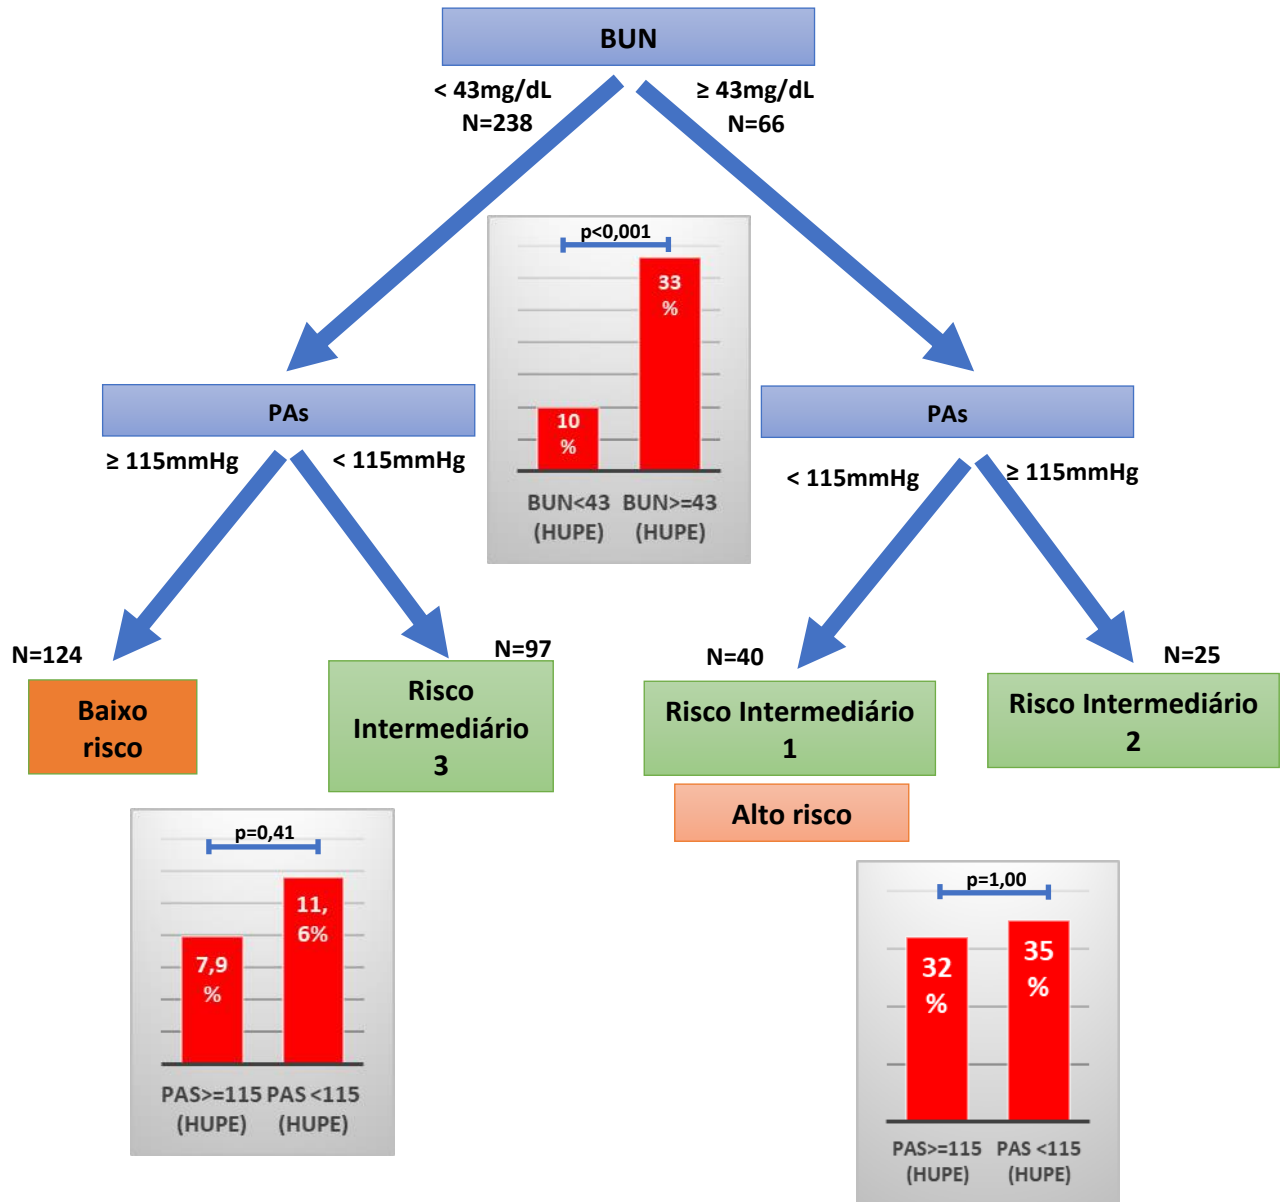 BUN
< 43mg/dL
N=238
≥ 43mg/dL
N=66
p<0,001
33
%
10
%
BUN<43
(HUPE)
BUN>=43
(HUPE)
PAs
≥ 115mmHg
< 115mmHg
PAs
< 115mmHg
≥ 115mmHg
N=124
Baixo
risco
N=97
Risco
Intermediário
3
N=40
Risco Intermediário
1
Alto risco
N=25
Risco Intermediário
2
p=0,41
7,9
%
11,
6%
PAS>=115
(HUPE)
PAS <115
(HUPE)
p=1,00
32
%
35
%
PAS>=115
(HUPE)
PAS <115
(HUPE)